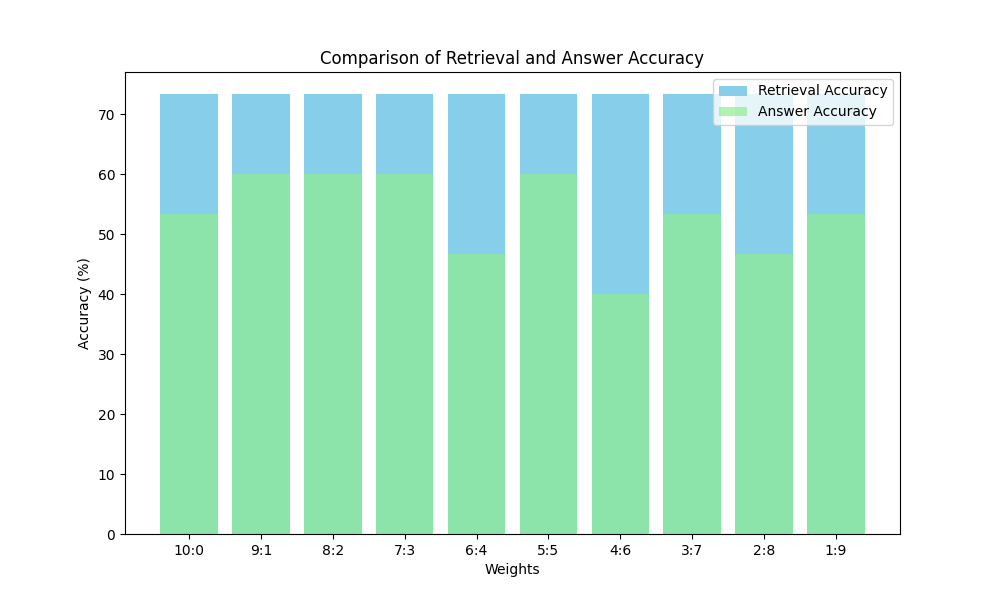 Comparison of Retrieval and Answer Accuracy
Retrieval Accuracy
Answer Accuracy
Accuracy (%)
70
60
50
40
30
20
10
0
10:0 9:1 8:2 7:3 6:4 5:5 4:6 3:7 2:8 1:9
Weights